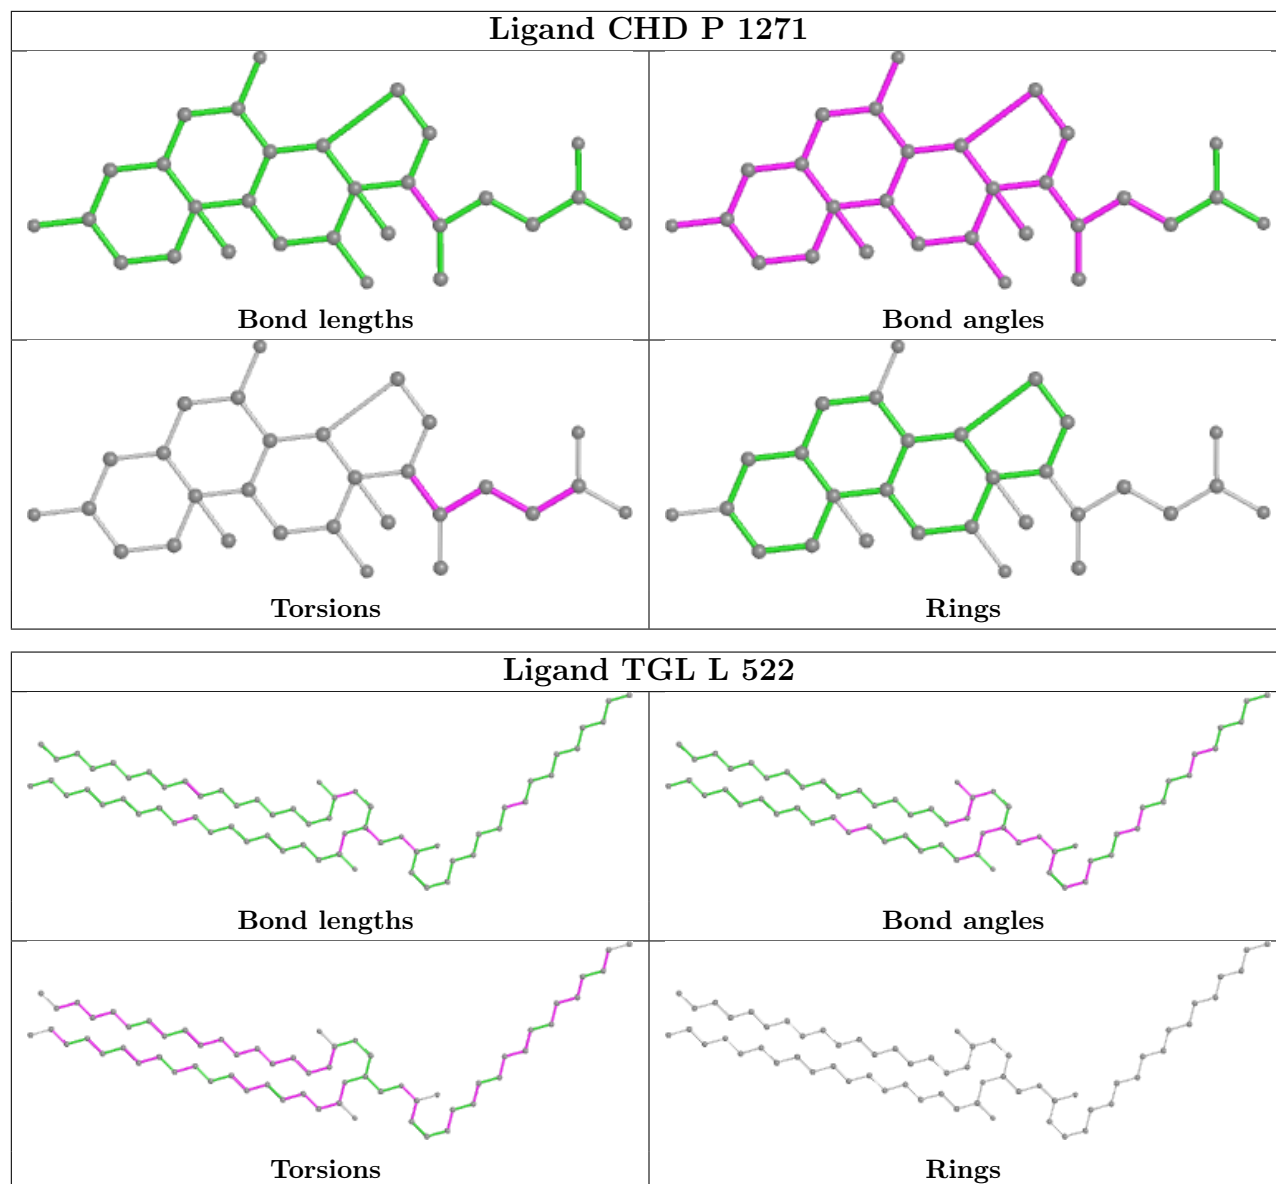 Ligand CHD P 1271
Bond lengths
Bond angles
Torsions
Rings
Ligand TGL L 522
Bond lengths
Bond angles
Torsions
Rings